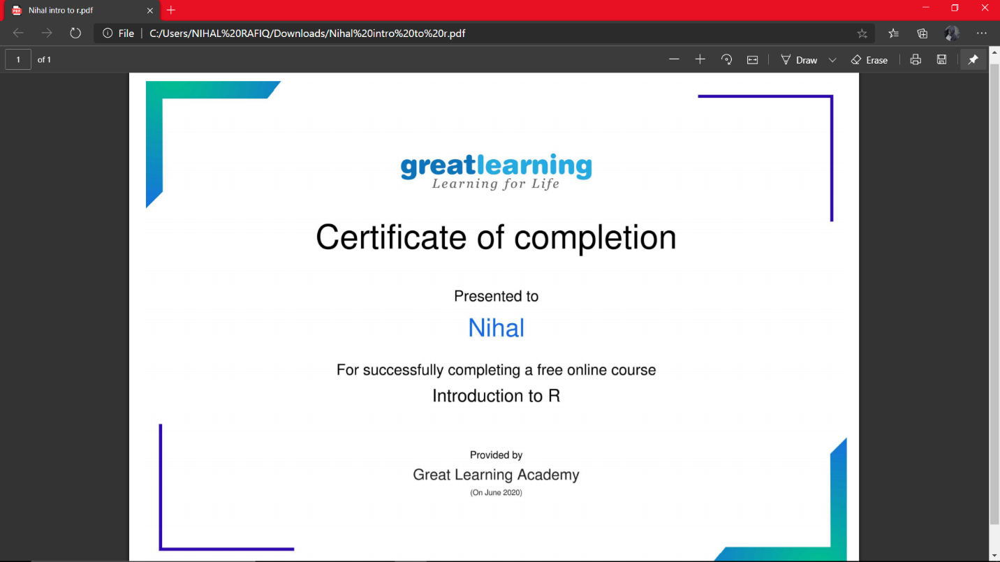 Nihal intro to r.pdf
File | C:/Users/NIHAL%20RAFIQ/Downloads/Nihal%20intro%20to%20r.pdf
1 of 1 Draw Erase
greatlearning
Learning for Life
Certificate of completion
Presented to
Nihal
For successfully completing a free online course
Introduction to R
Provided by
Great Learning Academy
(On June 2020)